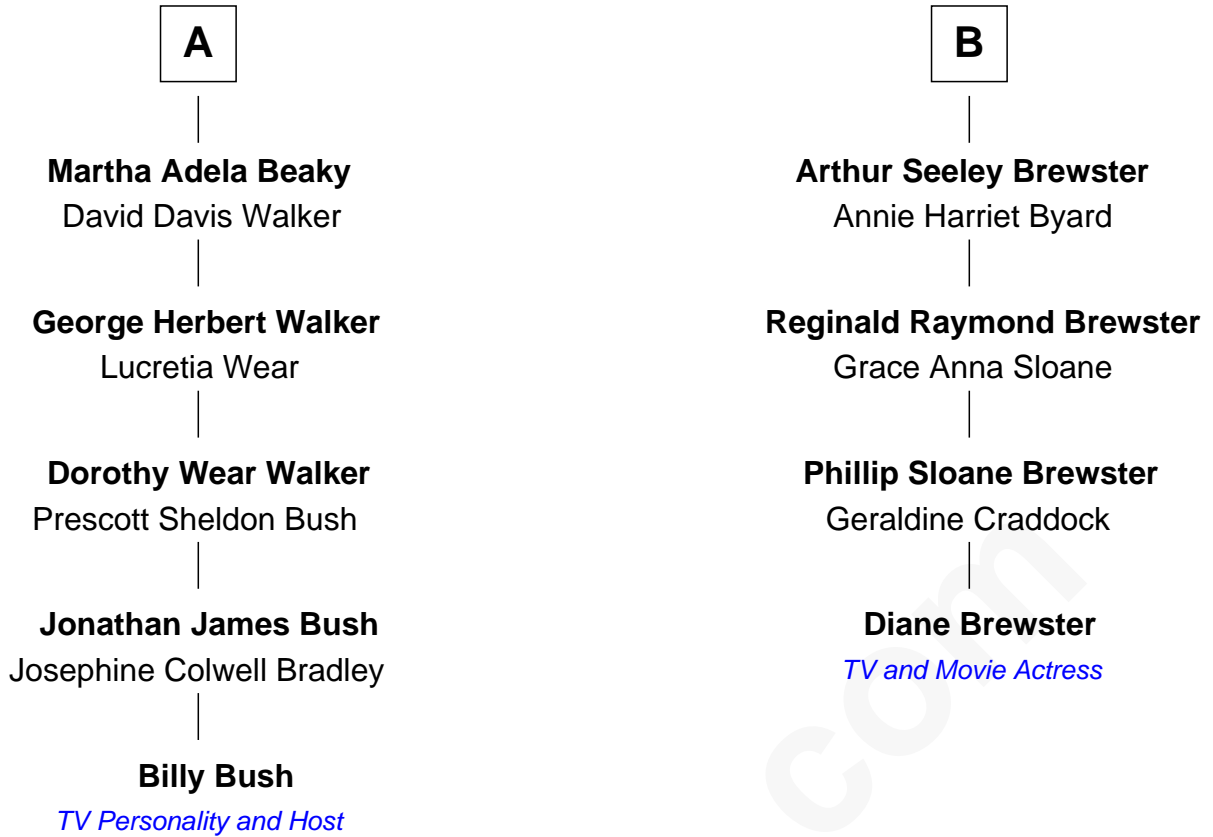 A
Martha Adela Beaky
David Davis Walker
George Herbert Walker
Lucretia Wear
Dorothy Wear Walker
Prescott Sheldon Bush
Jonathan James Bush
Josephine Colwell Bradley
Billy Bush
TV Personality and Host
B
Arthur Seeley Brewster
Annie Harriet Byard
Reginald Raymond Brewster
Grace Anna Sloane
Phillip Sloane Brewster
Geraldine Craddock
Diane Brewster
TV and Movie Actress
com